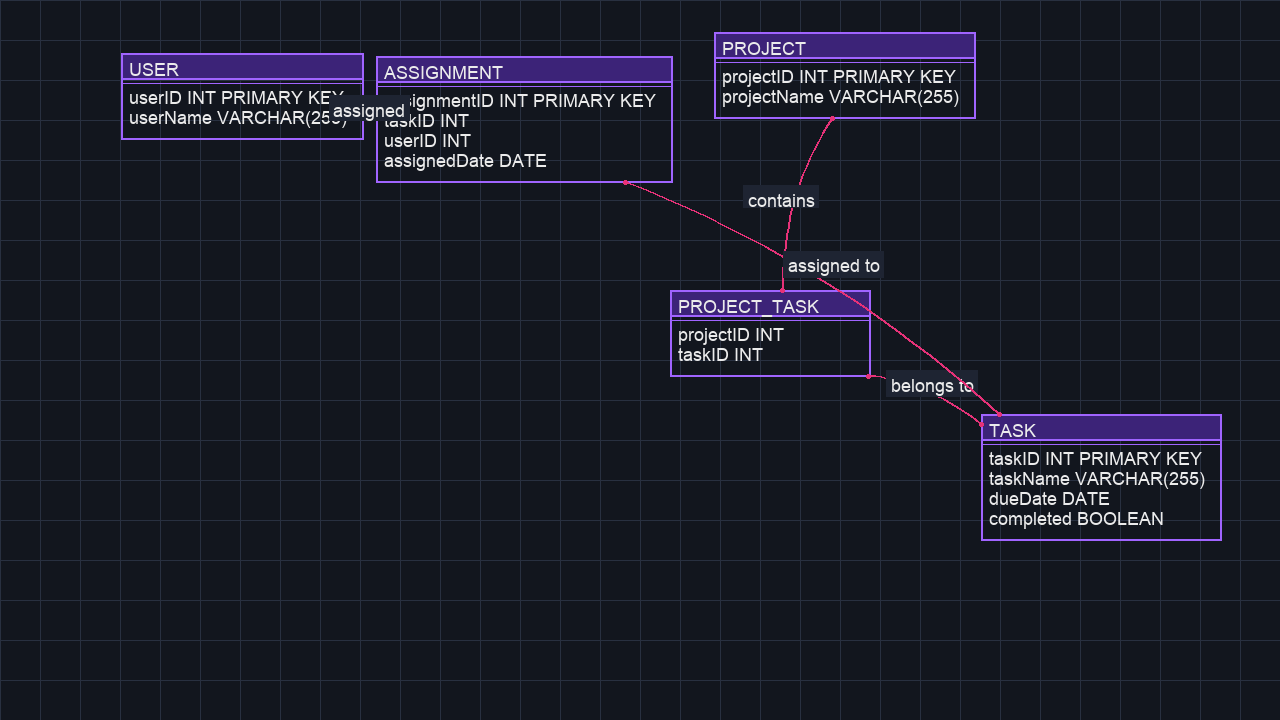 USER
userID INT PRIMARY KEY
userName VARCHAR(255)
assigned
ASSIGNMENT
signmentID INT PRIMARY KEY
taskID INT
userID INT
assignedDate DATE
PROJECT
projectID INT PRIMARY KEY
projectName VARCHAR(255)
contains
assigned to
PROJECT_TASK
projectID INT
taskID INT
belongs to
TASK
taskID INT PRIMARY KEY
taskName VARCHAR(255)
dueDate DATE
completed BOOLEAN